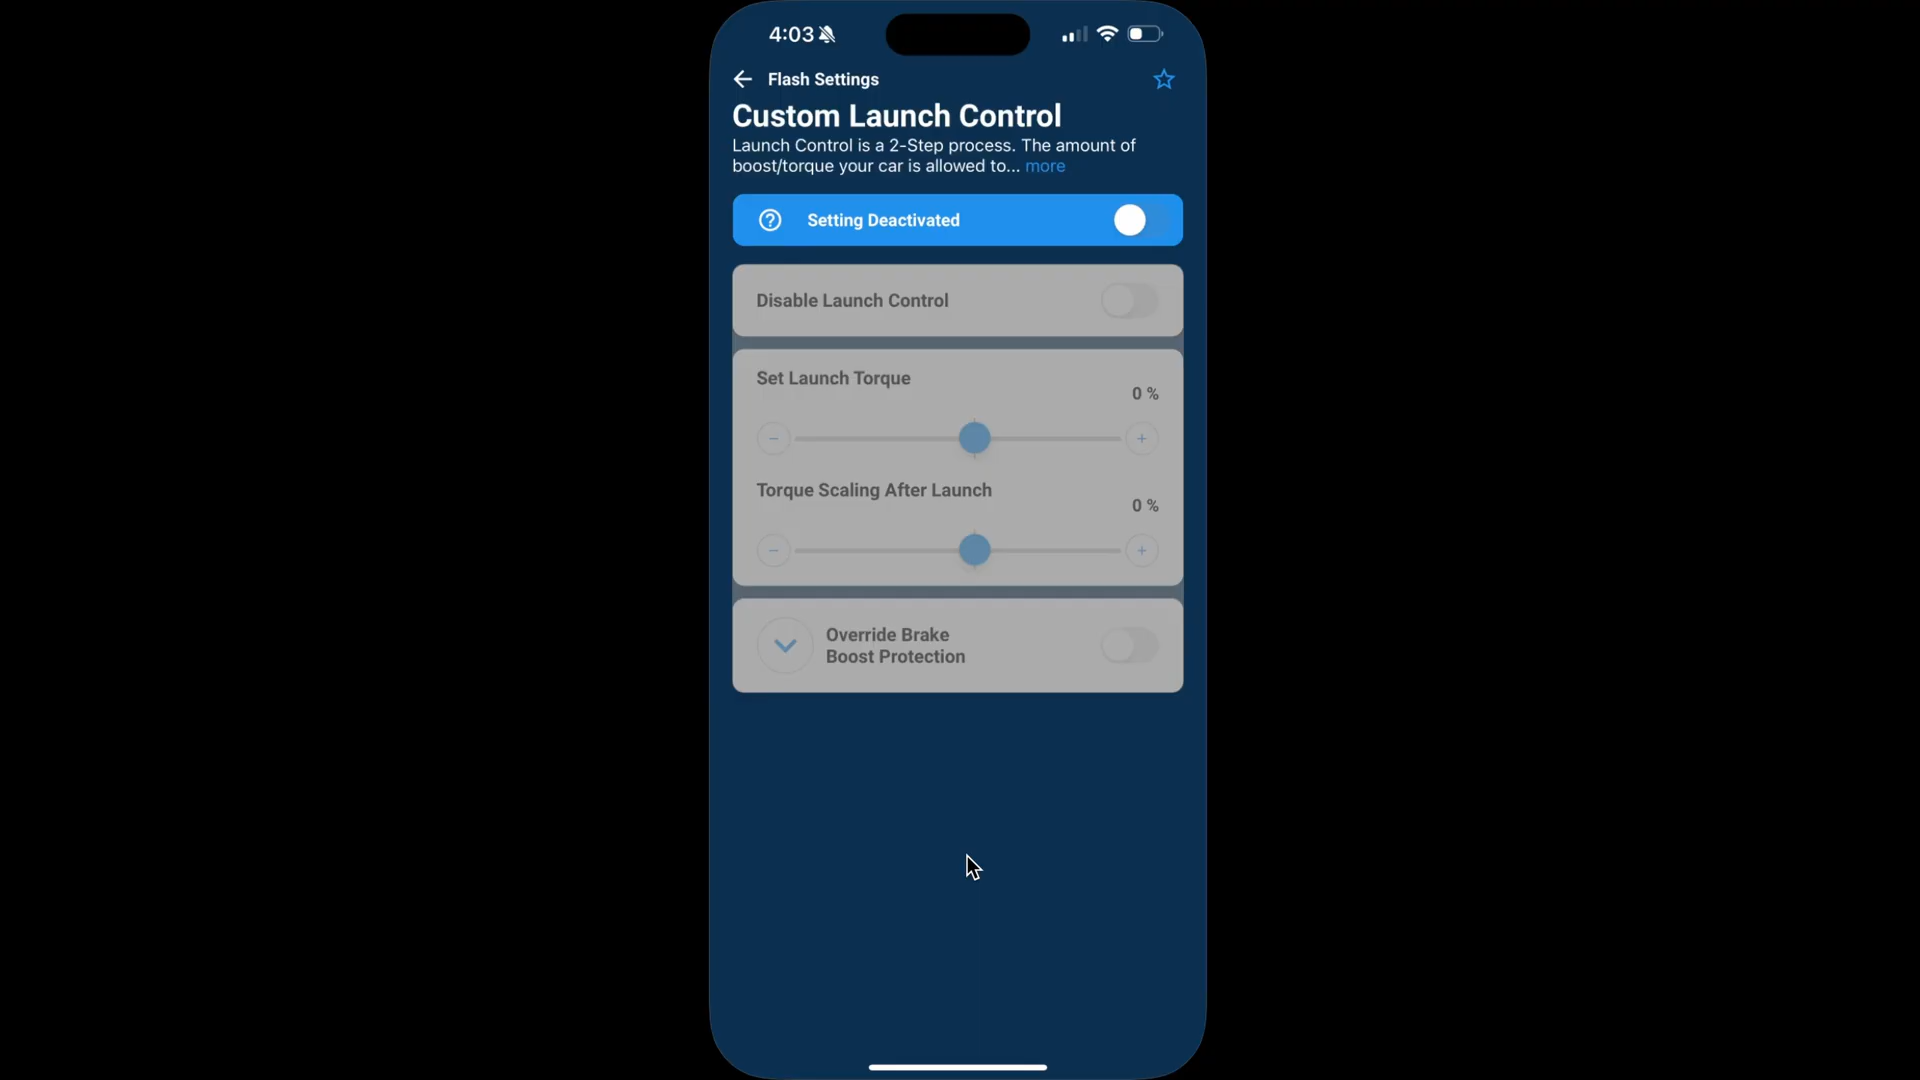 4:03
Flash Settings
Custom Launch Control
Launch Control is a 2-Step process. The amount of
boost/torque your car is allowed to... more
Setting Deactivated
Disable Launch Control
Set Launch Torque
0 %
Torque Scaling After Launch
0 %
Override Brake
Boost Protection